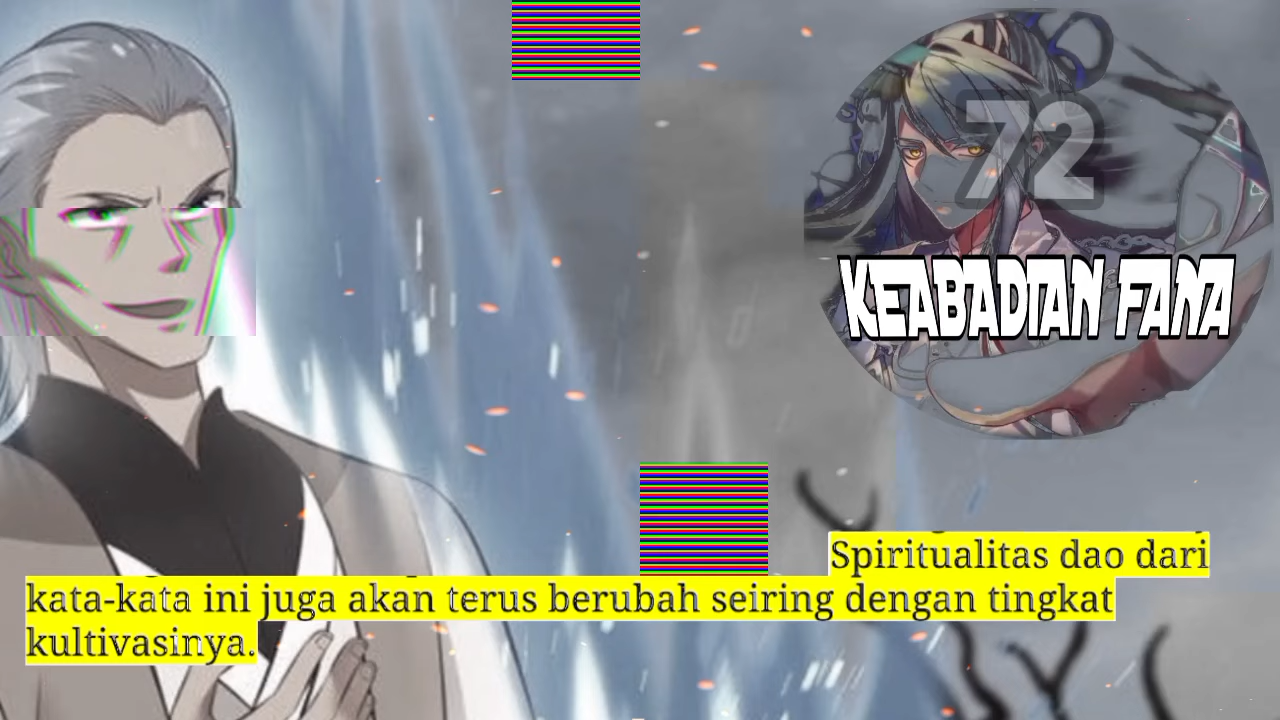 72
KEABADIAN FANA
Spiritualitas dao dari
kata-kata ini juga akan terus berubah seiring dengan tingkat
kultivasinya.